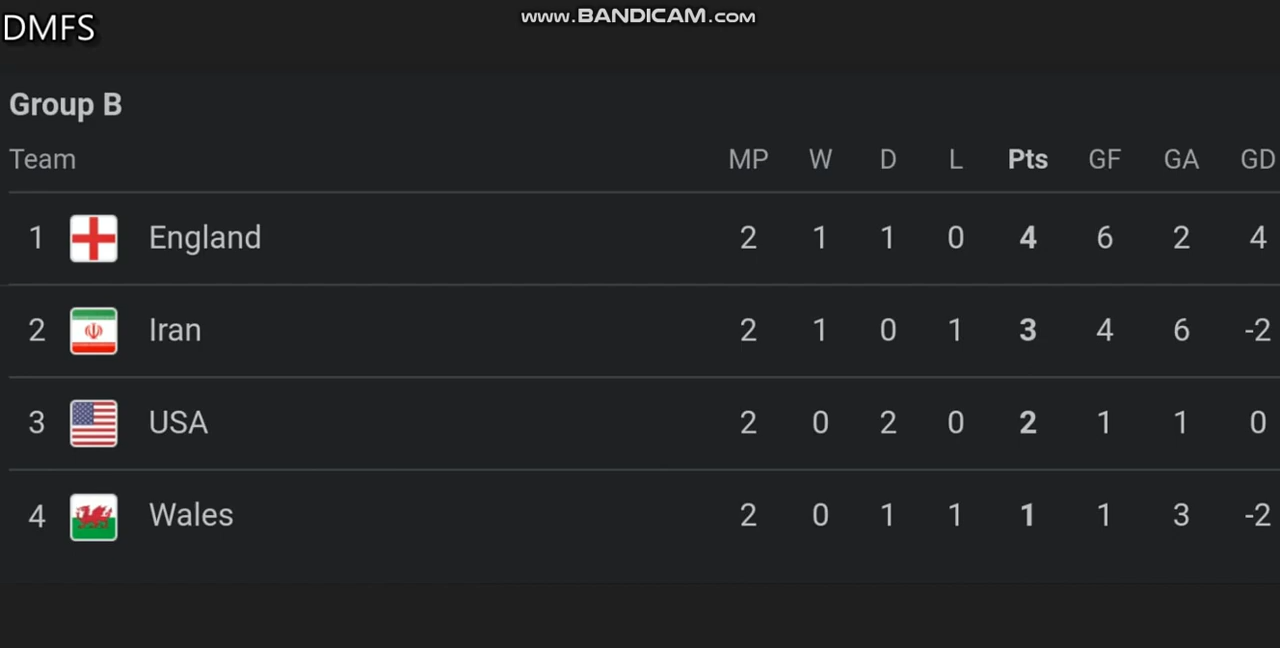 www.BANDICAM.COM
DMFS
Group B
Team MP W D L Pts GF GA GD
1 England 2 1 1 0 4 6 2 4
2 Iran 2 1 0 1 3 4 6 -2
3 USA 2 0 2 0 2 1 1 0
4 Wales 2 0 1 1 1 1 3 -2